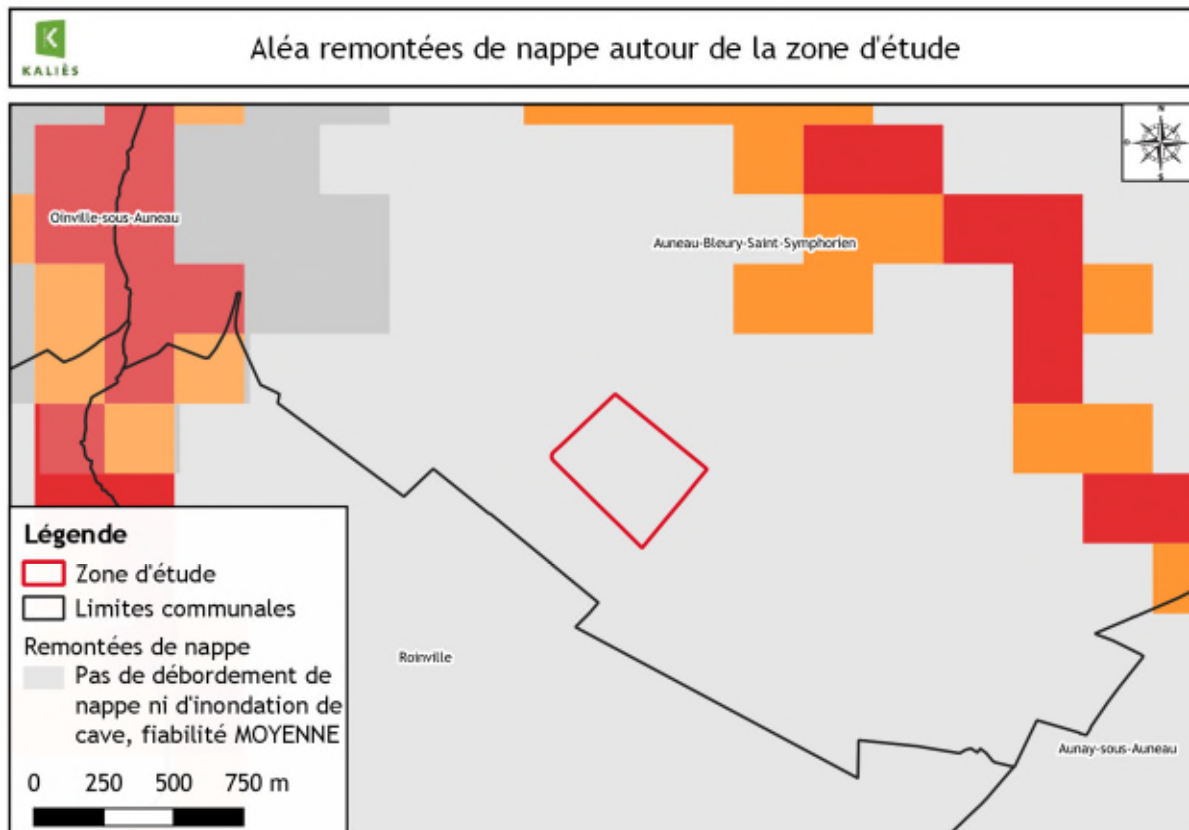 KALIÈS
Aléa remontées de nappe autour de la zone d'étude
N
S
Oinville-sous-Auneau
Auneau-Bleury-Saint-Symphorien
Roinville
Aunay-sous-Auneau
Légende
Zone d'étude
Limites communales
Remontées de nappe
Pas de débordement de
nappe ni d'inondation de
cave, fiabilité MOYENNE
0 250 500 750 m